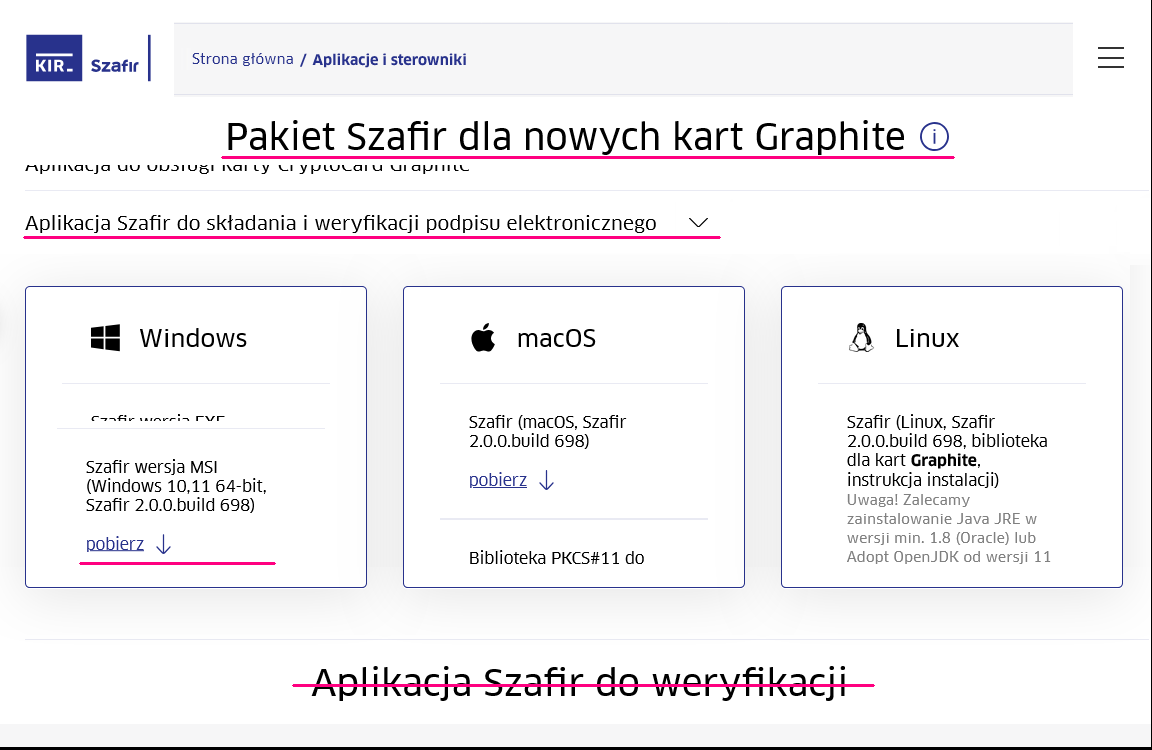 KIR Szafir
Strona główna / Aplikacje i sterowniki
Pakiet Szafir dla nowych kart Graphite i
Aplikacja do obsługi karty CryptoCard Graphite
Aplikacja Szafir do składania i weryfikacji podpisu elektronicznego
Windows
Szafir wersja EXE
Szafir wersja MSI
(Windows 10,11 64-bit,
Szafir 2.0.0.build 698)
pobierz
macOS
Szafir (macOS, Szafir
2.0.0.build 698)
pobierz
Biblioteka PKCS#11 do
Linux
Szafir (Linux, Szafir
2.0.0.build 698, biblioteka
dla kart Graphite,
instrukcja instalacji)
Uwaga! Zalecamy
zainstalowanie Java JRE w
wersji min. 1.8 (Oracle) lub
Adopt OpenJDK od wersji 11
Aplikacja Szafir do weryfikacji